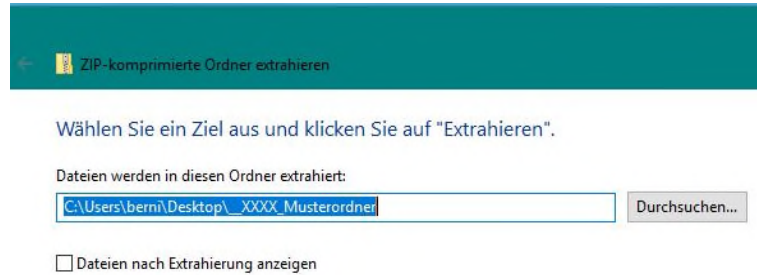 ZIP-komprimierte Ordner extrahieren
Wählen Sie ein Ziel aus und klicken Sie auf "Extrahieren".
Dateien werden in diesen Ordner extrahiert:
C:\Users\berni\Desktop\__XXXX_Musterordner
Durchsuchen...
Dateien nach Extrahierung anzeigen